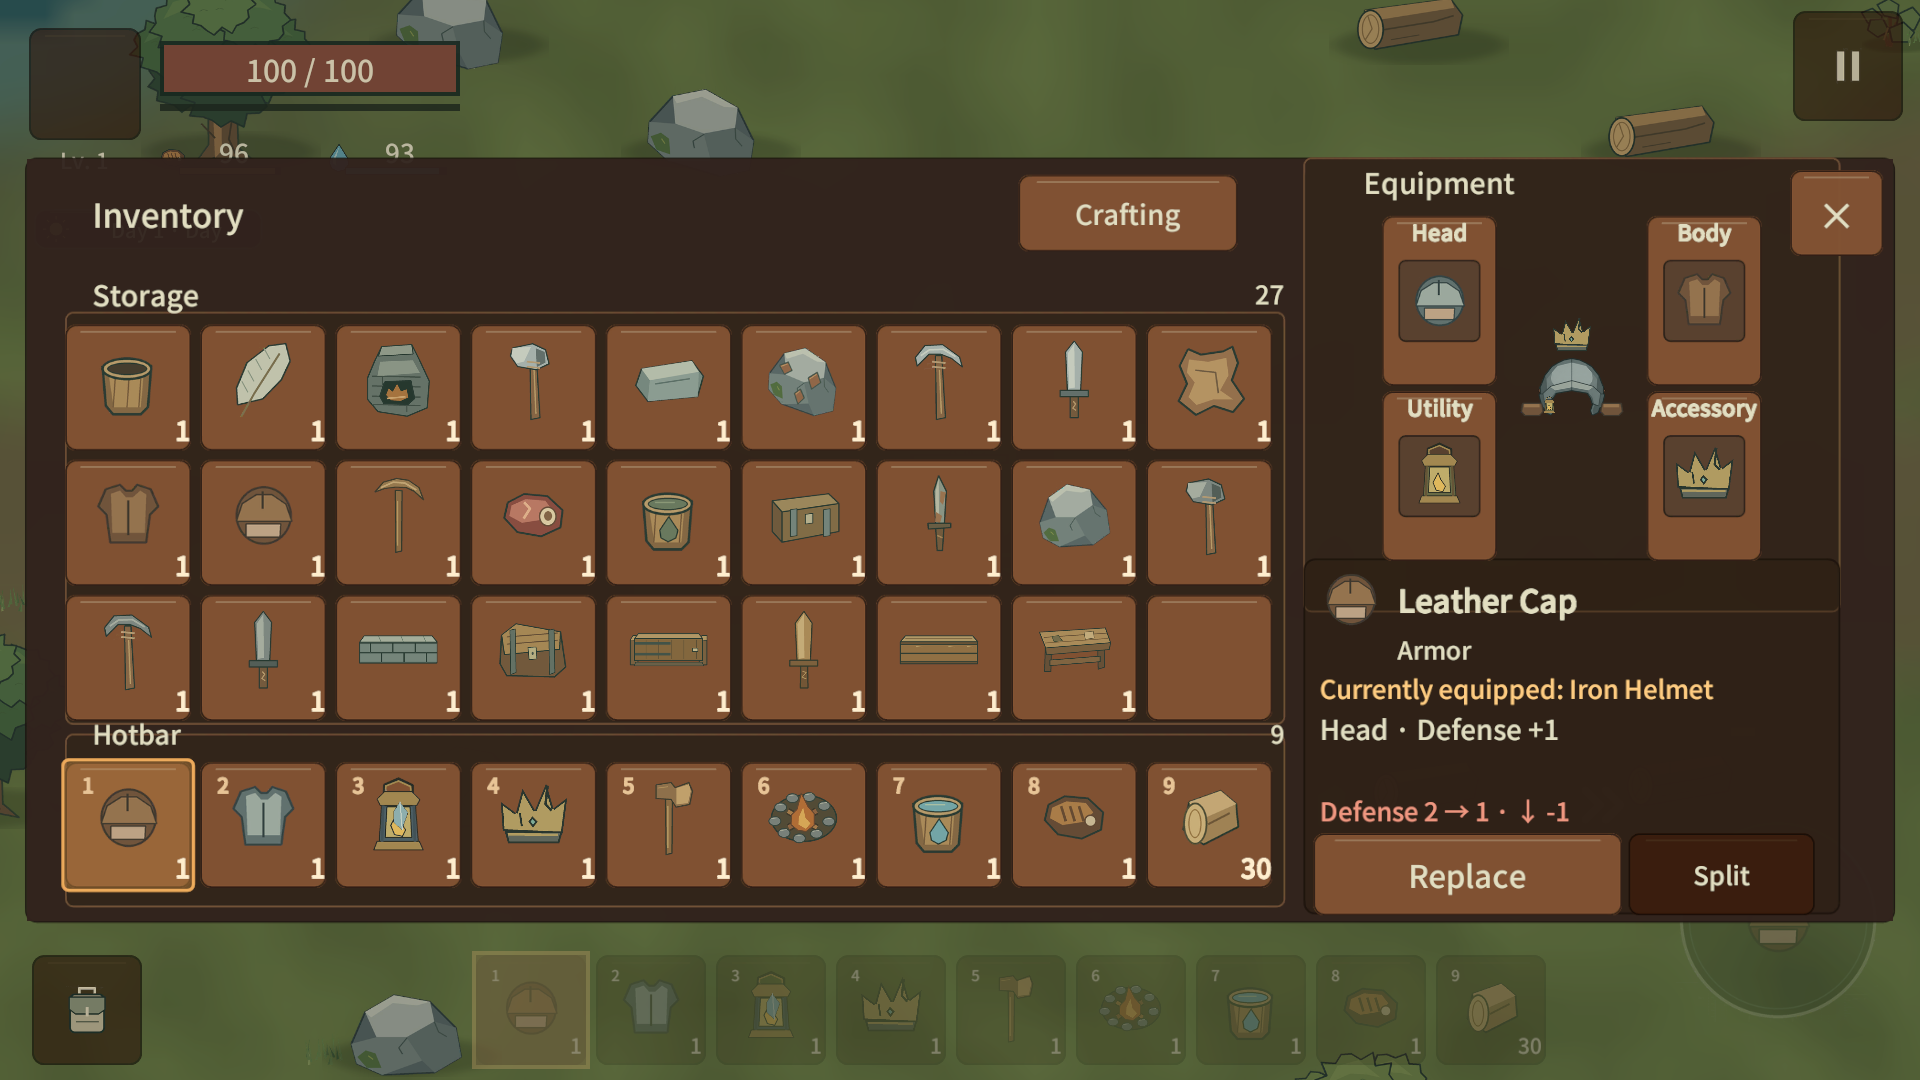 100 / 100
Lv. 1
96
93
Inventory
Crafting
Storage
27
1 1 1 1 1 1 1 1 1
1 1 1 1 1 1 1 1 1
1 1 1 1 1 1 1 1
Hotbar
9
1 2 3 4 5 6 7 8 9
1 1 1 1 1 1 1 1 30
Equipment
Head
Body
Utility
Accessory
Leather Cap
Armor
Currently equipped: Iron Helmet
Head · Defense +1
Defense 2 → 1 · ↓ -1
Replace
Split
1 2 3 4 5 6 7 8 9
1 1 1 1 1 1 1 1 30